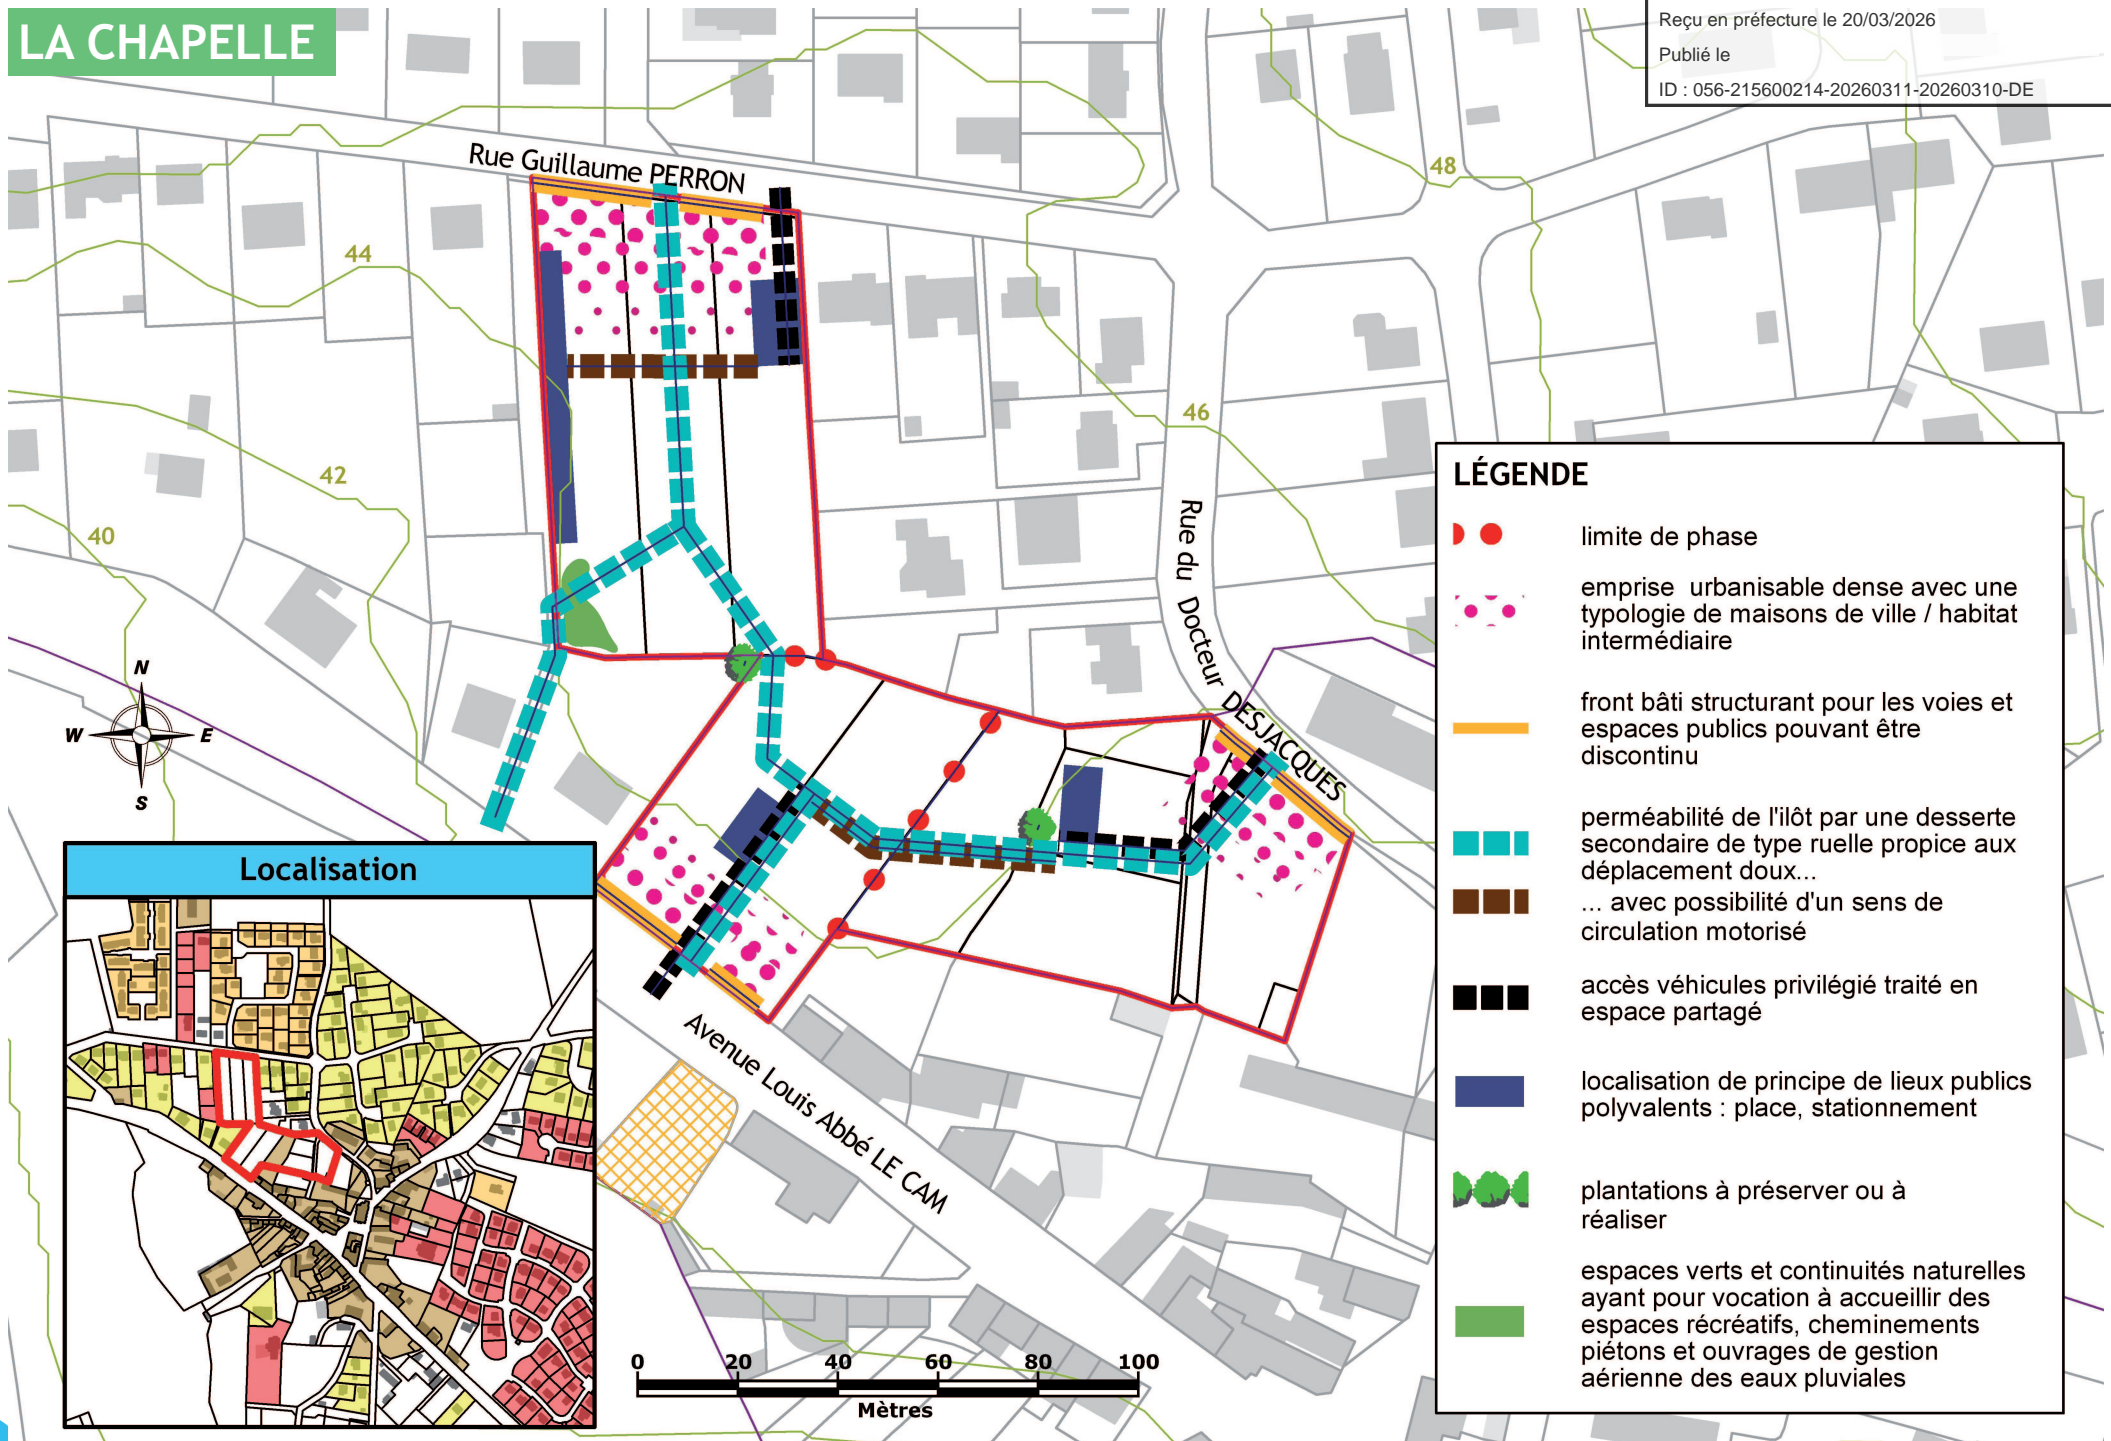 LA CHAPELLE
Reçu en préfecture le 20/03/2026
Publié le
ID : 056-215600214-20260311-20260310-DE
Rue Guillaume PERRON
48
44
46
42
40
Rue du Docteur DESJACQUES
N
W E
S
Avenue Louis Abbé LE CAM
Localisation
0 20 40 60 80 100
Mètres
LÉGENDE
limite de phase
emprise urbanisable dense avec une
typologie de maisons de ville / habitat
intermédiaire
front bâti structurant pour les voies et
espaces publics pouvant être
discontinu
perméabilité de l'ilôt par une desserte
secondaire de type ruelle propice aux
déplacement doux...
... avec possibilité d'un sens de
circulation motorisé
accès véhicules privilégié traité en
espace partagé
localisation de principe de lieux publics
polyvalents : place, stationnement
plantations à préserver ou à
réaliser
espaces verts et continuités naturelles
ayant pour vocation à accueillir des
espaces récréatifs, cheminements
piétons et ouvrages de gestion
aérienne des eaux pluviales